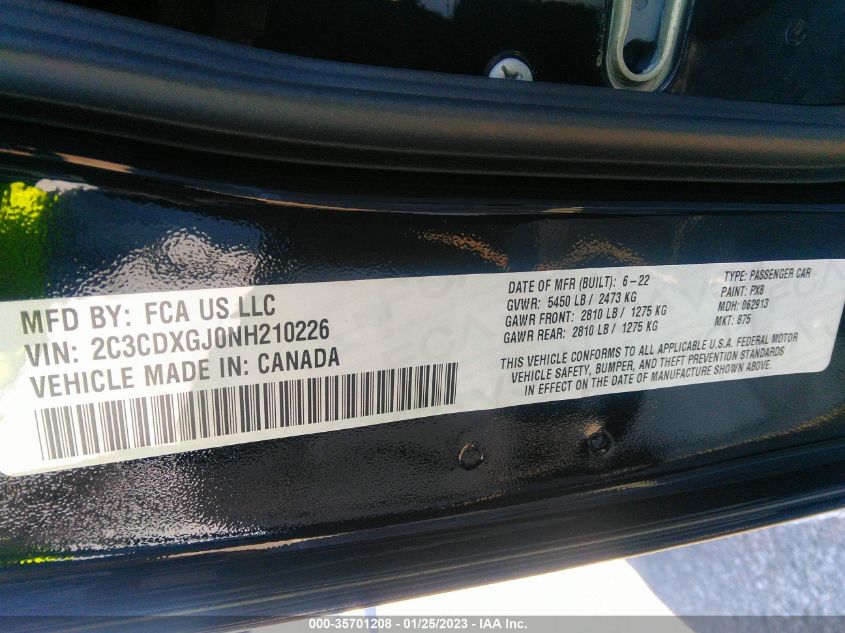 MFD BY: FCA US LLC
VIN: 2C3CDXGJ0NH210226
VEHICLE MADE IN: CANADA
DATE OF MFR (BUILT): 6-22
GVWR: 5450 LB / 2473 KG
GAWR FRONT: 2810 LB / 1275 KG
GAWR REAR: 2810 LB / 1275 KG
TYPE: PASSENGER CAR
PAINT: PX8
MDH: 062913
MKT: 875
THIS VEHICLE CONFORMS TO ALL APPLICABLE U.S.A. FEDERAL MOTOR
VEHICLE SAFETY, BUMPER, AND THEFT PREVENTION STANDARDS
IN EFFECT ON THE DATE OF MANUFACTURE SHOWN ABOVE.
000-35701208 - 01/25/2023 - IAA Inc.